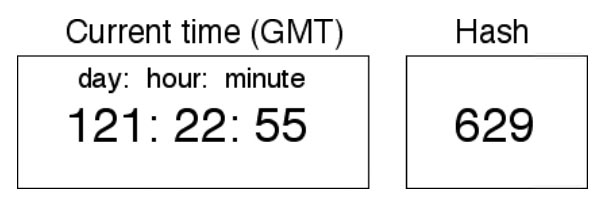 Current time (GMT)
day: hour: minute
121: 22: 55
Hash
629